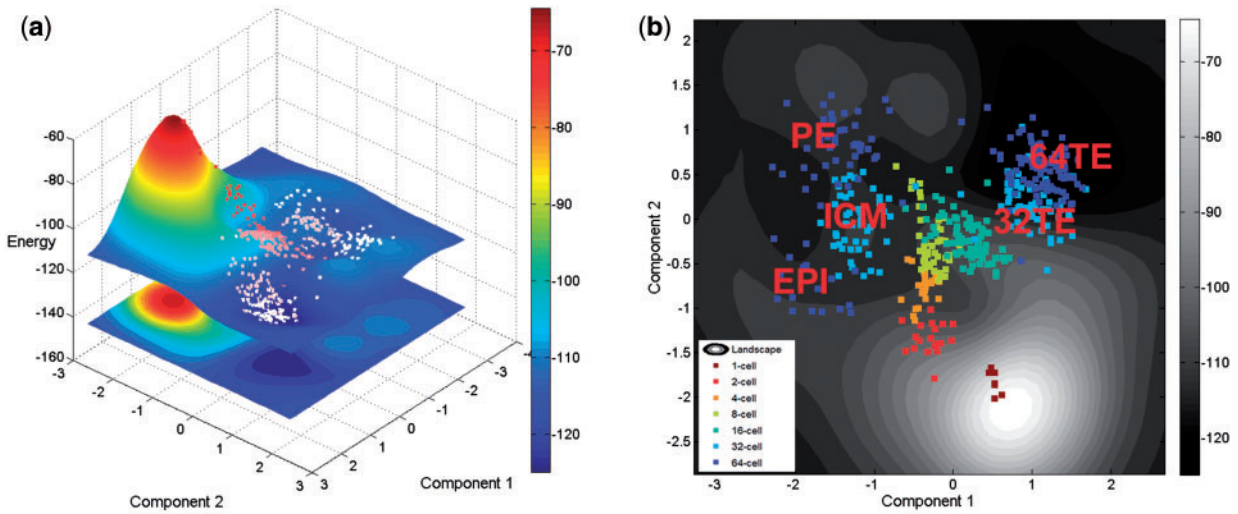 (a)
-60
-80
-100
Energy
-120
-140
-160
-3
-2
-1
0
1
2
3
Component 2
3
2
1
0
-1
-2
-3
Component 1
-70
-80
-90
-100
-110
-120
(b)
2
1.5
1
0.5
0
-0.5
-1
-1.5
-2
-2.5
Component 2
-3
-2
-1
0
1
2
Component 1
PE
ICM
EPI
64TE
32TE
Landscape
1-cell
2-cell
4-cell
8-cell
16-cell
32-cell
64-cell
-70
-80
-90
-100
-110
-120